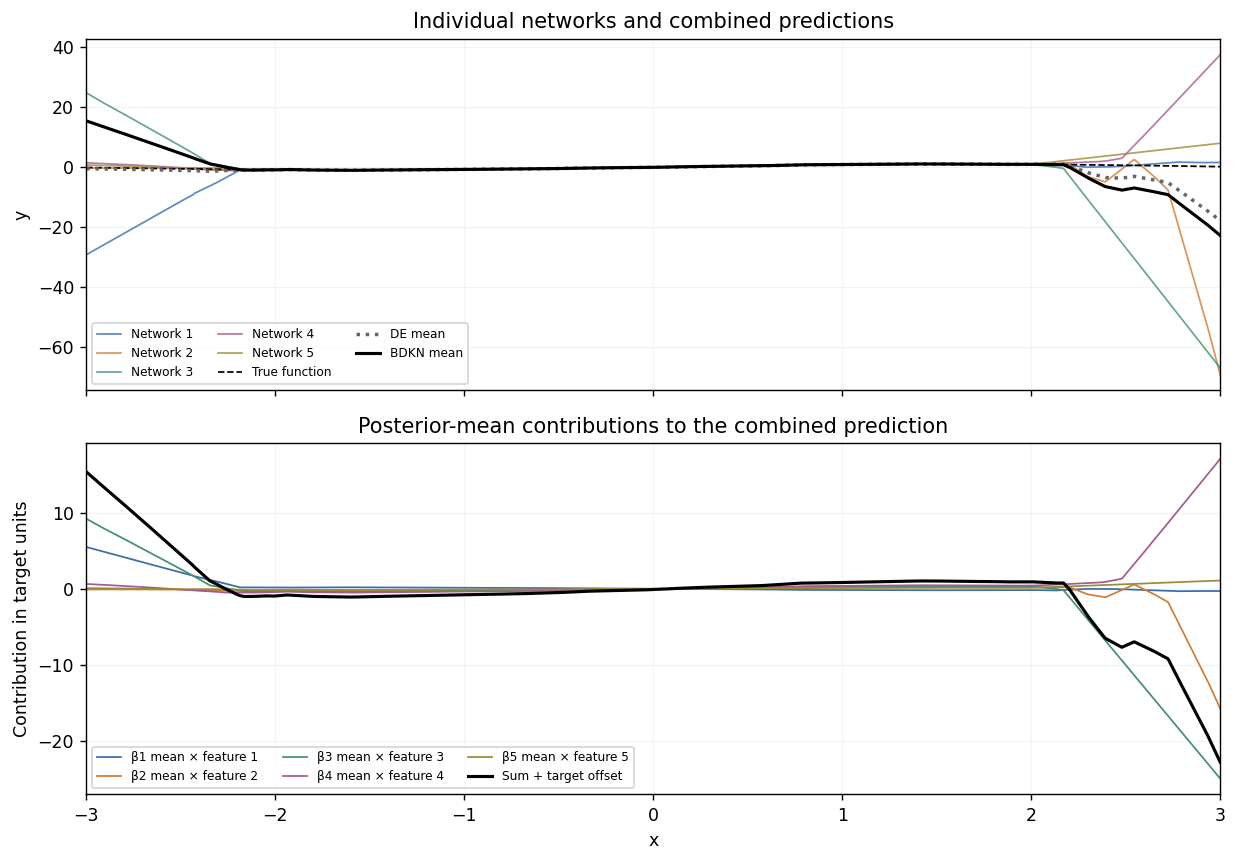 Individual networks and combined predictions
40
20
0
−20
−40
−60
y
Network 1
Network 2
Network 3
Network 4
Network 5
True function
DE mean
BDKN mean
Posterior-mean contributions to the combined prediction
10
0
−10
−20
Contribution in target units
β1 mean × feature 1
β2 mean × feature 2
β3 mean × feature 3
β4 mean × feature 4
β5 mean × feature 5
Sum + target offset
−3
−2
−1
0
1
2
3
x